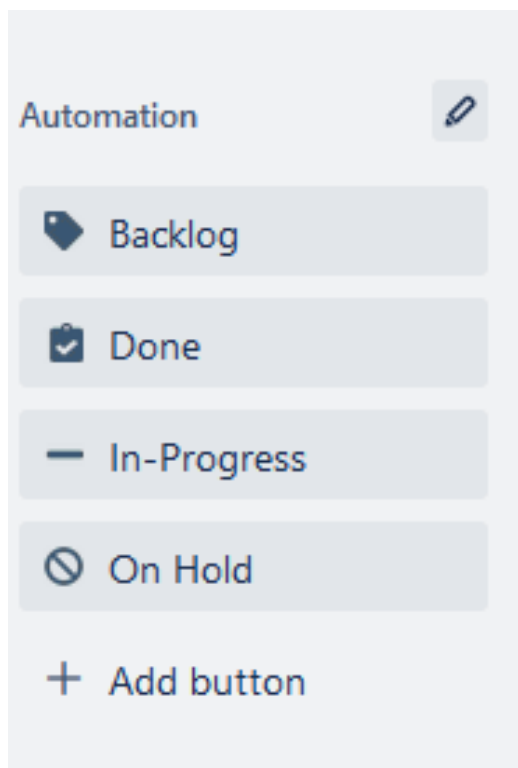 Automation
Backlog
Done
In-Progress
On Hold
Add button